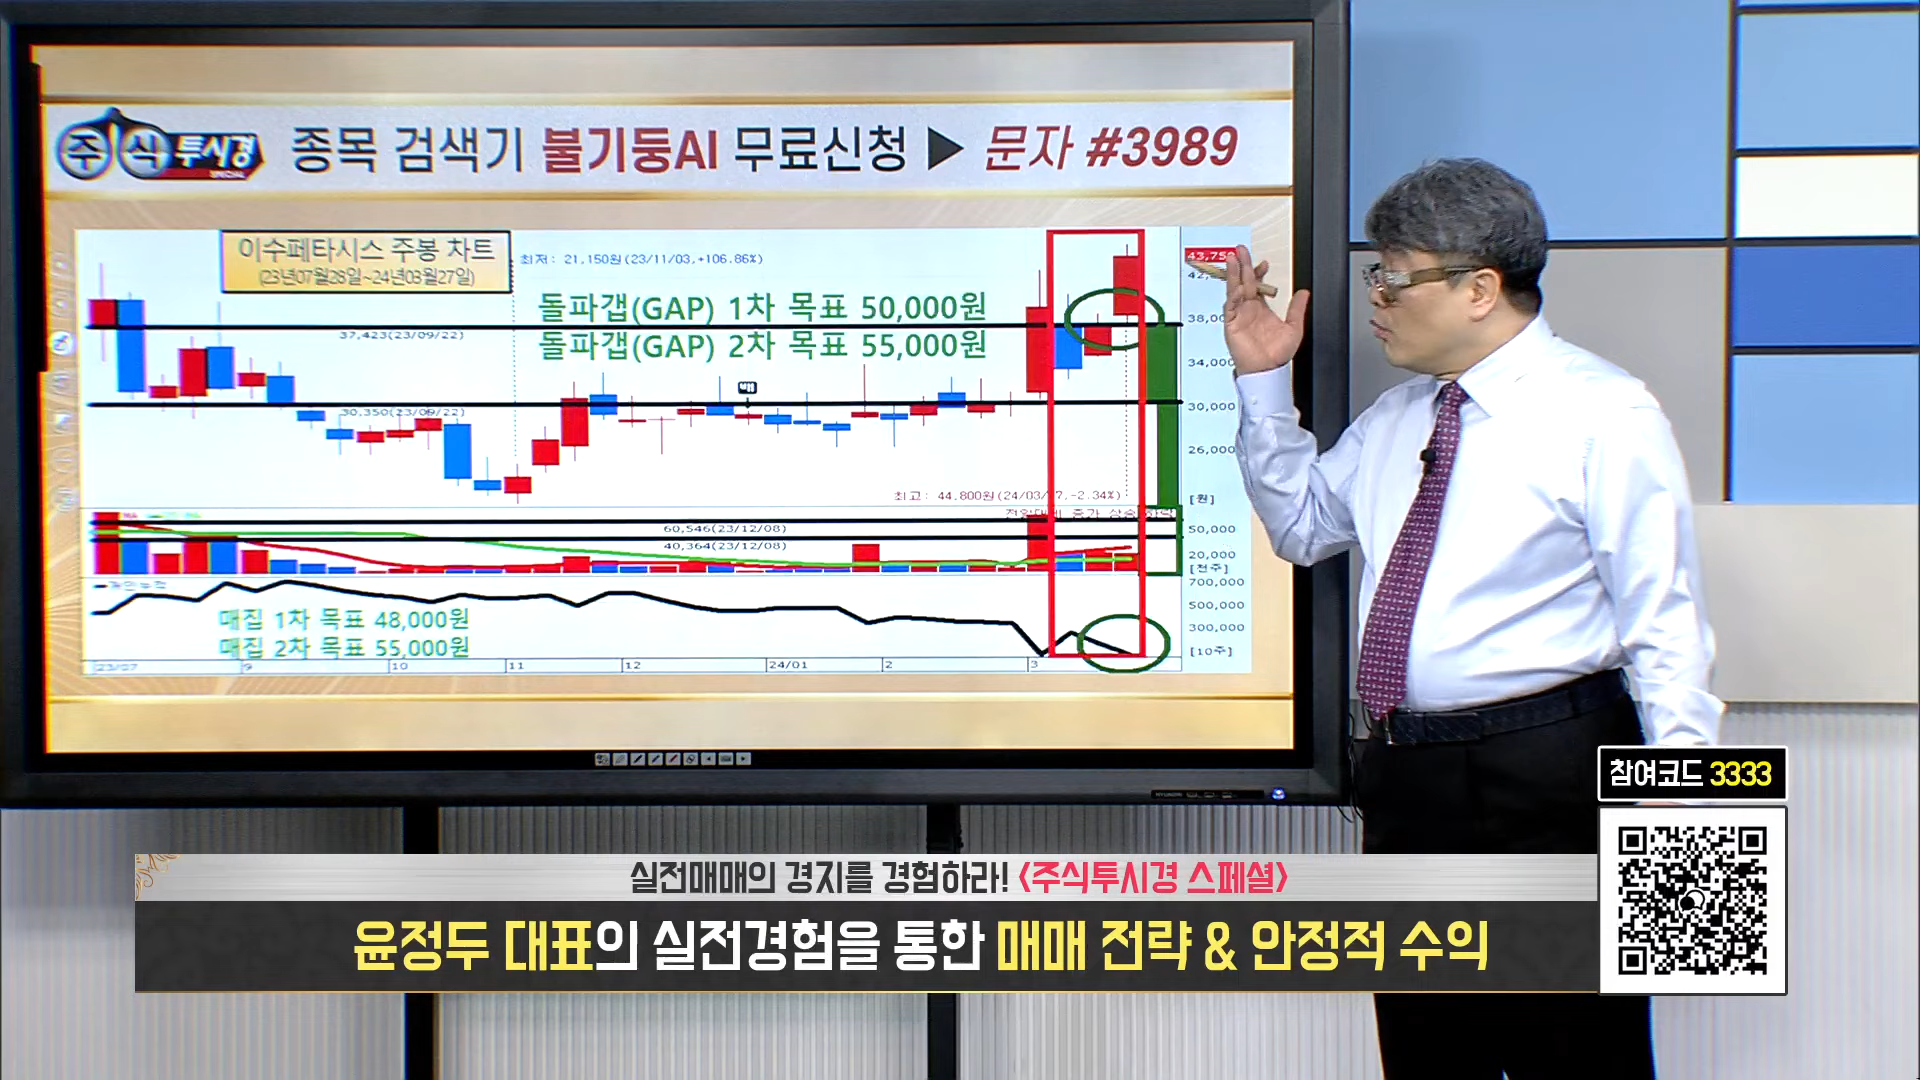 주식투시경
SPECIAL
종목 검색기 불기둥AI 무료신청 ▶ 문자 #3989
이수페타시스 주봉 차트
(23년07월28일~24년03월27일)
최저: 21,150원(23/11/03,+106.86%)
돌파갭(GAP) 1차 목표 50,000원
돌파갭(GAP) 2차 목표 55,000원
37,423(23/09/22)
30,350(23/09/22)
43,750
38,000
34,000
30,000
26,000
[원]
최고: 44,800원
60,546(23/12/08)
40,364(23/12/08)
50,000
20,000
[천주]
700,000
500,000
300,000
[10주]
매집 1차 목표 48,000원
매집 2차 목표 55,000원
23/07 9 10 11 12 24/01 2 3
HYUNDAI
참여코드 3333
실전매매의 경지를 경험하라! <주식투시경 스페셜>
윤정두 대표의 실전경험을 통한 매매 전략 & 안정적 수익